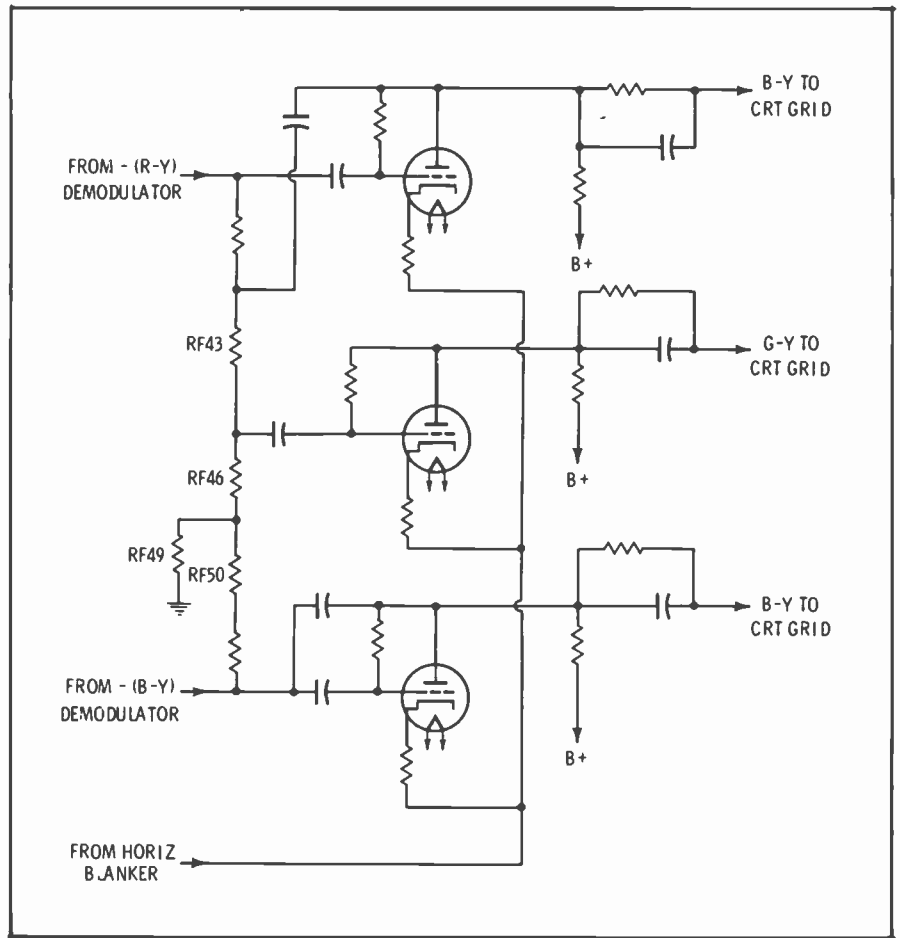 B-Y TO
CRT GRID
FROM - (R-Y)
DEMODULATOR
B+
RF43
G-Y TO
CRT GRID
RF46
B+
RF49
RF50
B-Y TO
CRT GRID
FROM - (B-Y)
DEMODULATOR
B+
FROM HORIZ
B_ANKER